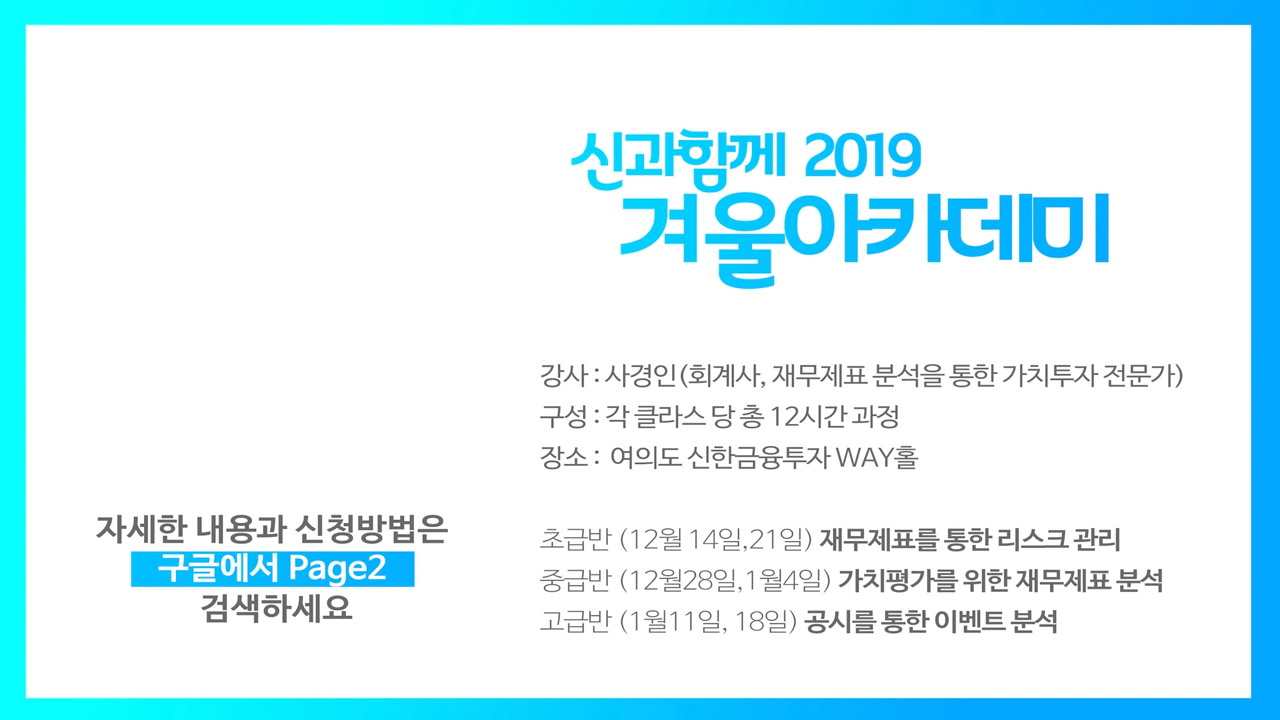 신과함께 2019
겨울아카데미
강사 : 사경인(회계사, 재무제표 분석을 통한 가치투자 전문가)
구성 : 각 클라스 당 총 12시간 과정
장소 : 여의도 신한금융투자 WAY홀
초급반 (12월 14일,21일) 재무제표를 통한 리스크 관리
중급반 (12월28일,1월4일) 가치평가를 위한 재무제표 분석
고급반 (1월11일, 18일) 공시를 통한 이벤트 분석
자세한 내용과 신청방법은
구글에서 Page2
검색하세요